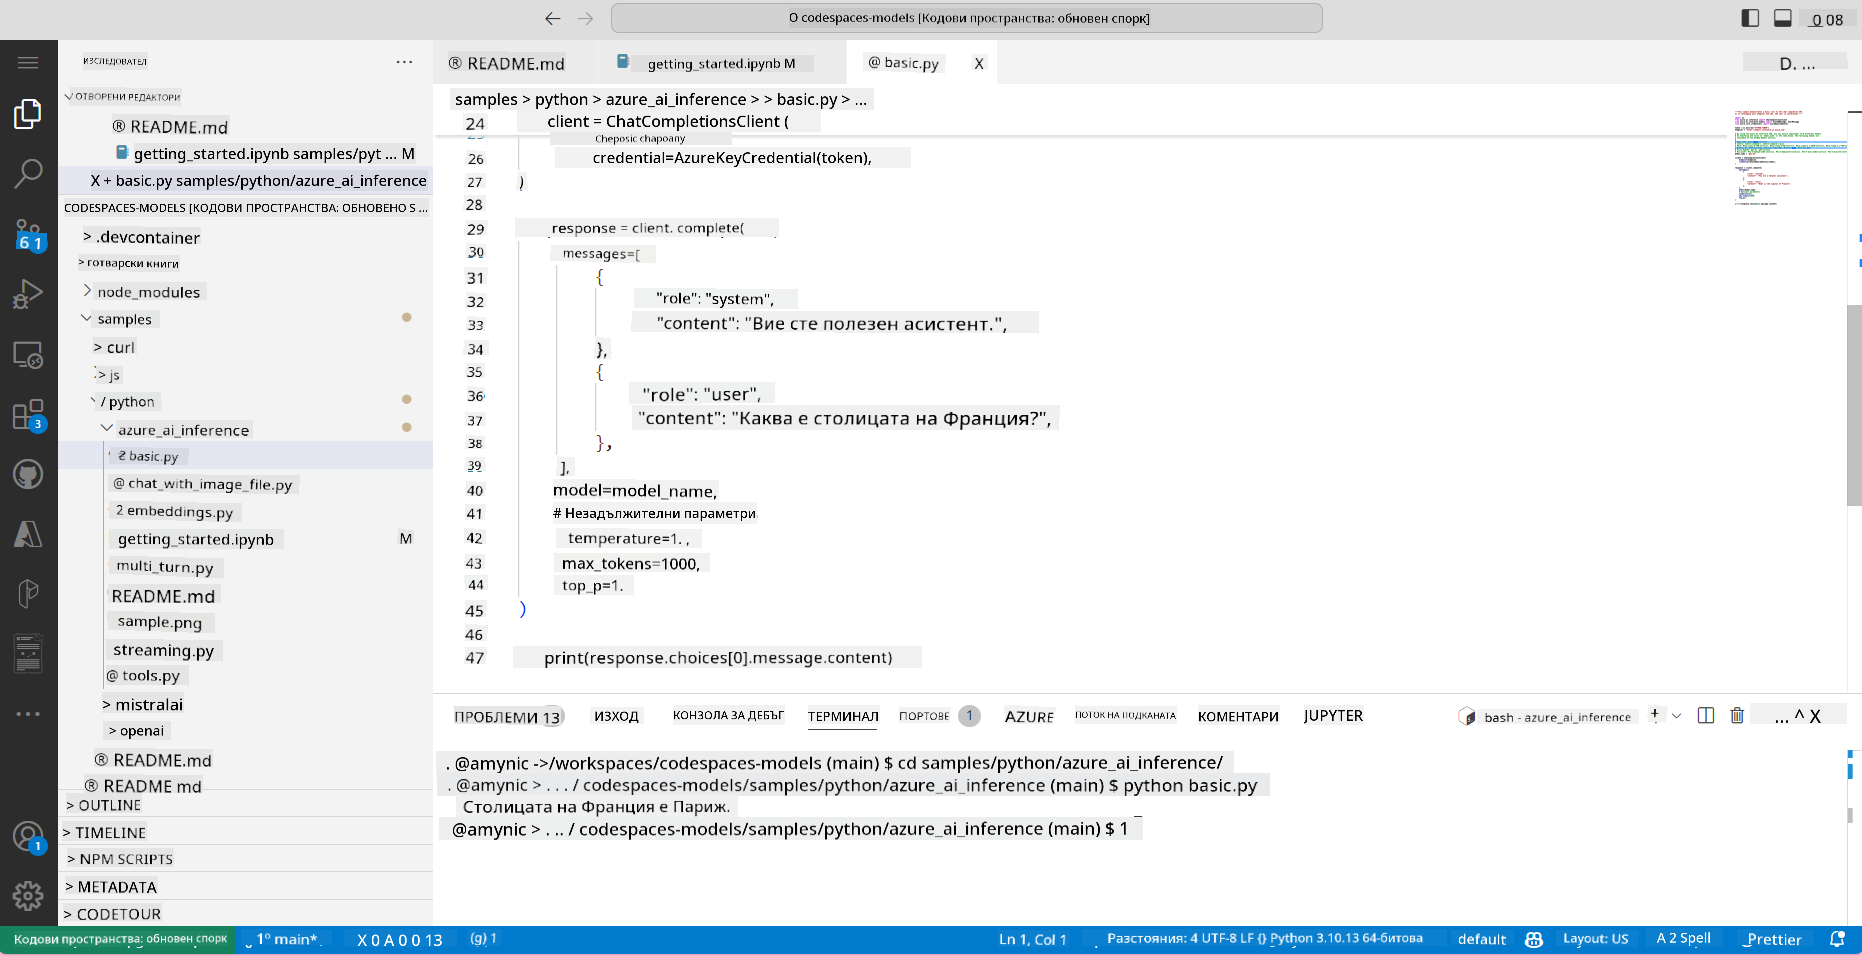 O codespaces-models [Кодови пространства: обновен спорк]
0 08
ИЗСЛЕДОВАТЕЛ
ОТВОРЕНИ РЕДАКТОРИ
® README.md
getting_started.ipynb samples/pyt ... M
X + basic.py samples/python/azure_ai_inference
CODESPACES-MODELS [КОДОВИ ПРОСТРАНСТВА: ОБНОВЕНО S ...
> .devcontainer
> готварски книги
> node_modules
samples
> curl
> js
/ python
azure_ai_inference
basic.py
@ chat_with_image_file.py
2 embeddings.py
getting_started.ipynb M
multi_turn.py
README.md
sample.png
streaming.py
@ tools.py
> mistralai
> openai
® README.md
® README md
> OUTLINE
> TIMELINE
> NPM SCRIPTS
> METADATA
> CODETOUR
61
3
1
® README.md
getting_started.ipynb M
@ basic.py X
D. ...
samples > python > azure_ai_inference > > basic.py > ...
24 client = ChatCompletionsClient (
Cheposic chapoany
26 credential=AzureKeyCredential(token),
27 )
28
29 response = client. complete(
30 messages=[
31 {
32 "role": "system",
33 "content": "Вие сте полезен асистент.",
34 },
35 {
36 "role": "user",
37 "content": "Каква е столицата на Франция?",
38 },
39 ],
40 model=model_name,
41 # Незадължителни параметри
42 temperature=1. ,
43 max_tokens=1000,
44 top_p=1.
45 )
46
47 print(response.choices[0].message.content)
ПРОБЛЕМИ 13 ИЗХОД КОНЗОЛА ЗА ДЕБЪГ ТЕРМИНАЛ ПОРТОВЕ 1 AZURE ПОТОК НА ПОДКАНАТА КОМЕНТАРИ JUPYTER
bash - azure_ai_inference + ... ^ X
. @amynic ->/workspaces/codespaces-models (main) $ cd samples/python/azure_ai_inference/
. @amynic > . . . / codespaces-models/samples/python/azure_ai_inference (main) $ python basic.py
Столицата на Франция е Париж.
@amynic > . .. / codespaces-models/samples/python/azure_ai_inference (main) $ 1
Кодови пространства: обновен спорк
1º main*. X 0 A 0 0 13 (g) 1
Ln 1, Col 1 Разстояния: 4 UTF-8 LF {} Python 3.10.13 64-битова default Layout: US A 2 Spell Prettier